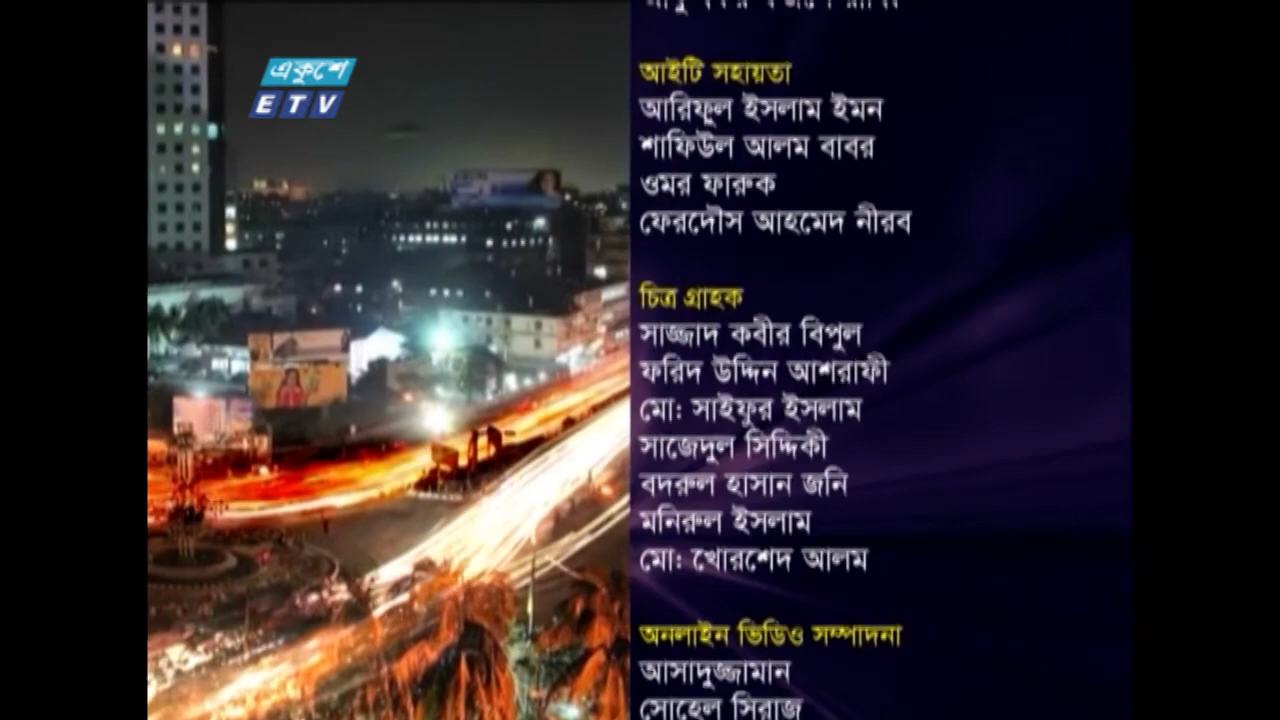 একুশে
ETV
আইটি সহায়তা
আরিফুল ইসলাম ইমন
শাফিউল আলম বাবর
ওমর ফারুক
ফেরদৌস আহমেদ নীরব
চিত্র গ্রাহক
সাজ্জাদ কবীর বিপুল
ফরিদ উদ্দিন আশরাফী
মো: সাইফুর ইসলাম
সাজেদুল সিদ্দিকী
বদরুল হাসান জনি
মনিরুল ইসলাম
মো: খোরশেদ আলম
অনলাইন ভিডিও সম্পাদনা
আসাদুজ্জামান
সোহেল সিরাজ